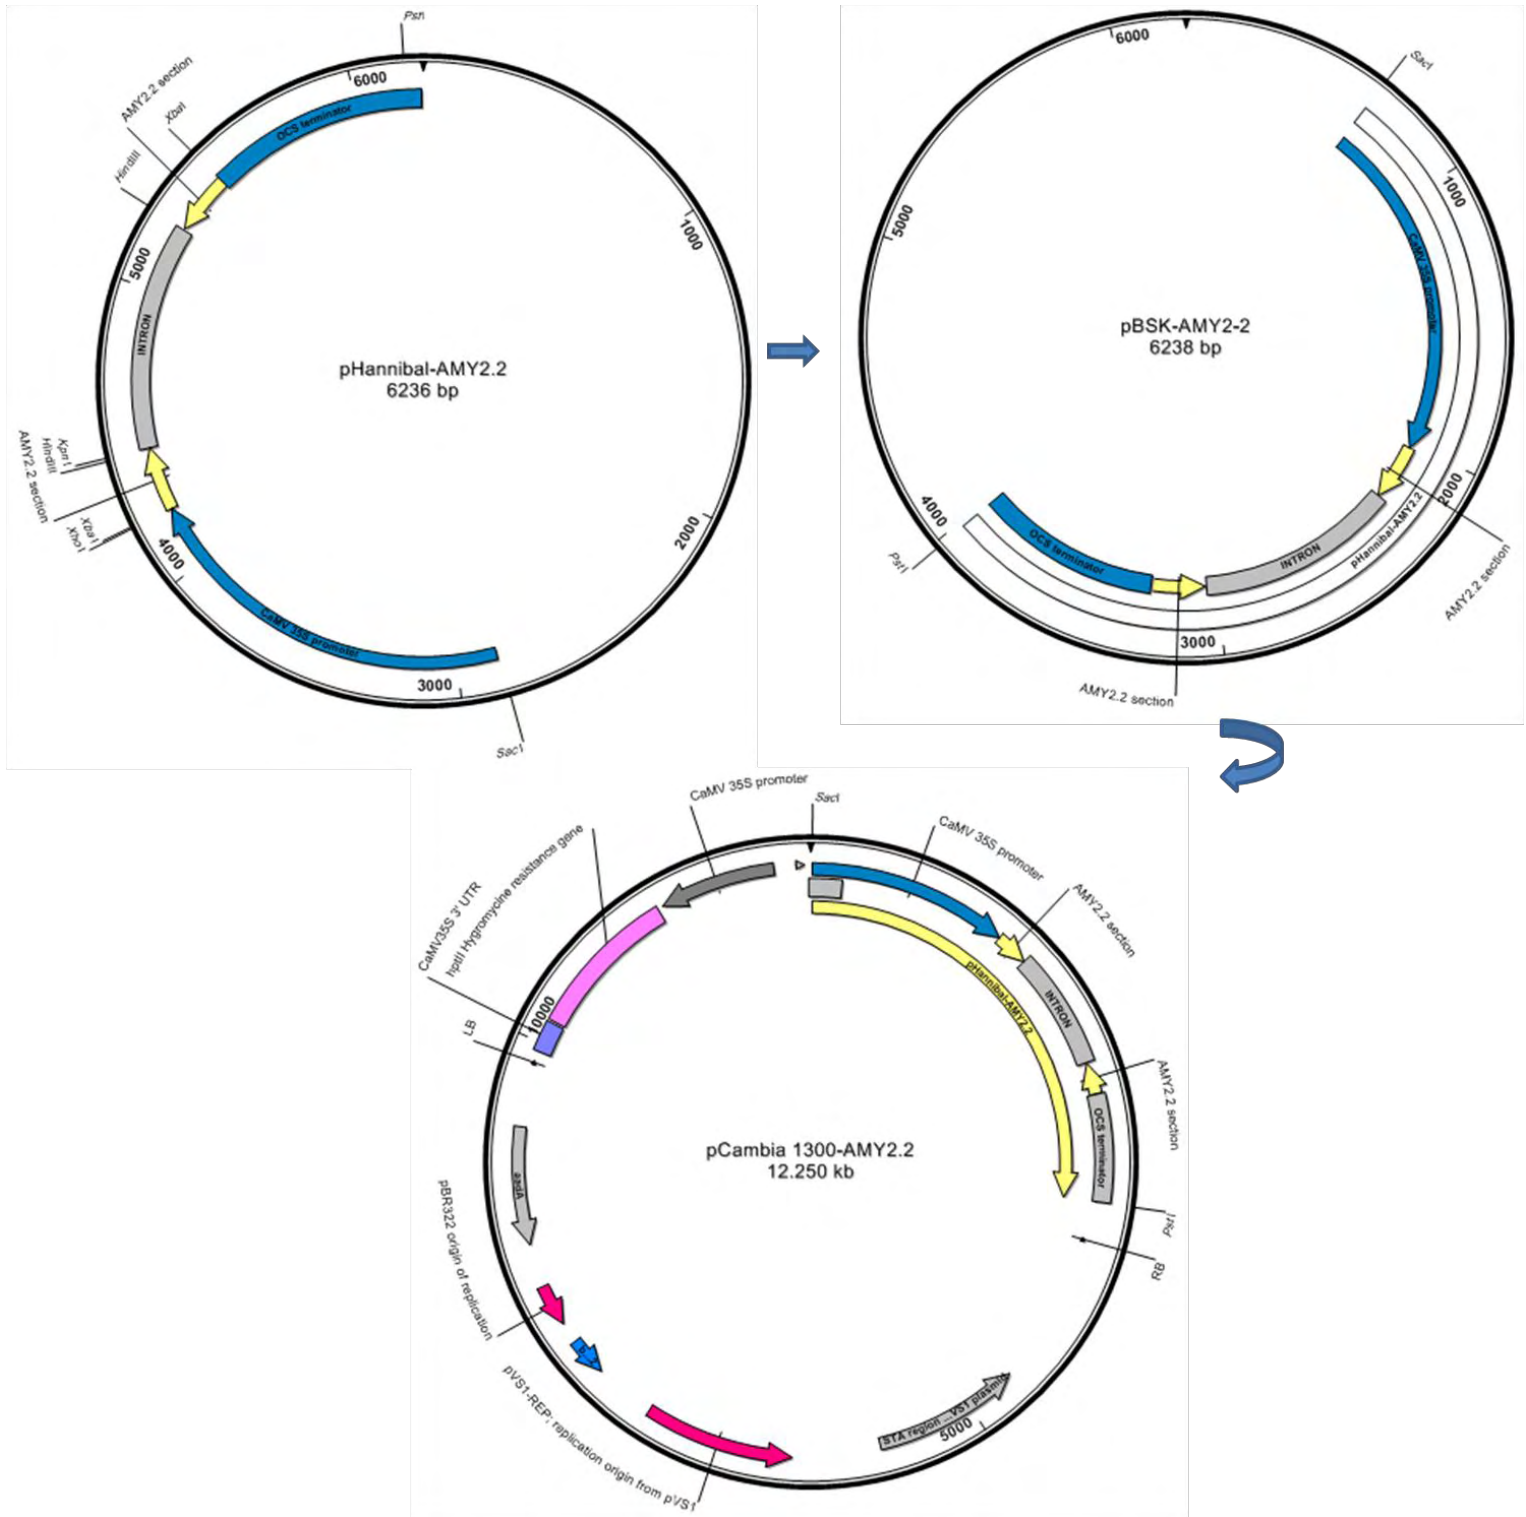 PstI
6000
AMY2.2 section
XbaI
OCS terminator
HindIII
5000
1000
INTRON
pHannibal-AMY2.2
6236 bp
KpnI
HindIII
AMY2.2 section
XbaI
XhoI
4000
2000
CaMV 35S promoter
3000
SacI
6000
SacI
1000
5000
CaMV 35S promoter
pBSK-AMY2-2
6238 bp
2000
4000
pHannibal-AMY2.2
OCS terminator
INTRON
PstI
AMY2.2 section
3000
AMY2.2 section
CaMV 35S promoter
SacI
CaMV 35S promoter
hptII Hygromycine resistance gene
AMY2.2 section
CaMV35S 3' UTR
pHannibal-AMY2.2
INTRON
10000
LB
AMY2.2 section
OCS terminator
pCambia 1300-AMY2.2
12.250 kb
aadA
PstI
RB
pBR322 origin of replication
pVS1-REP; replication origin from pVS1
STA region ...VS1 plasmid
5000